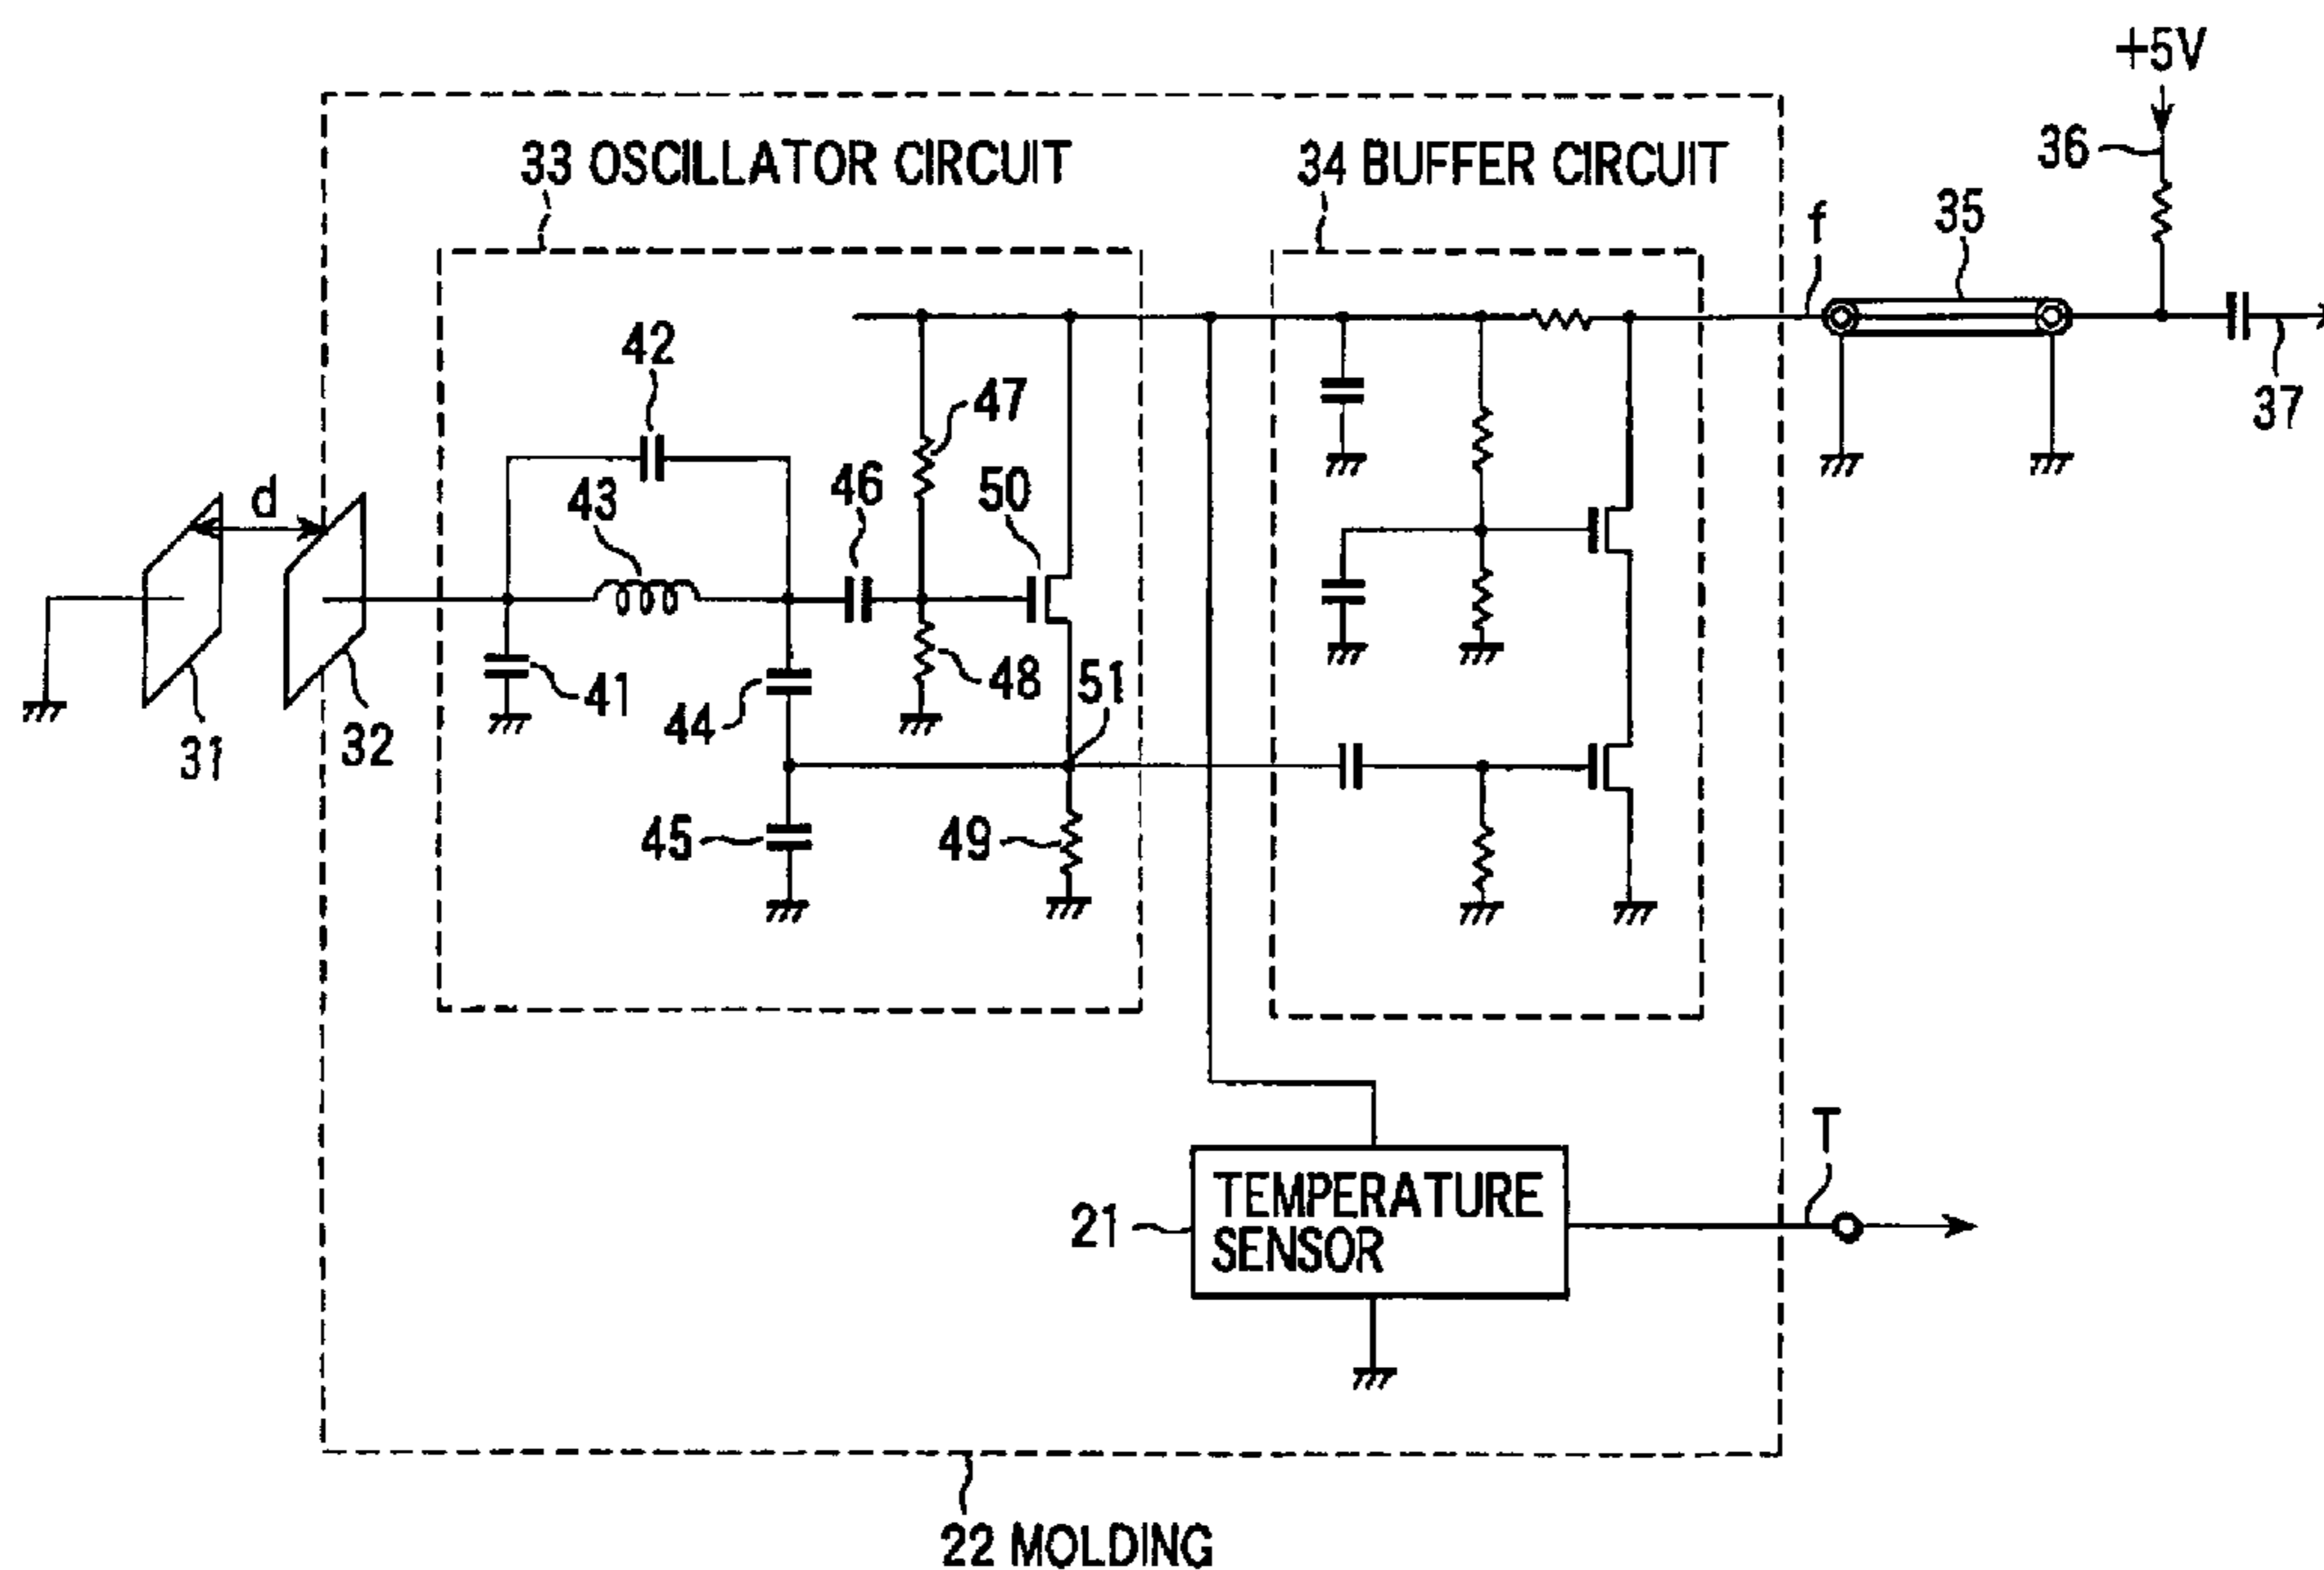 +5V
33 OSCILLATOR CIRCUIT
34 BUFFER CIRCUIT
36
f
35
42
47
37
d
43
46
50
41
44
48
51
31
32
45
49
T
21
TEMPERATURE
SENSOR
22 MOLDING